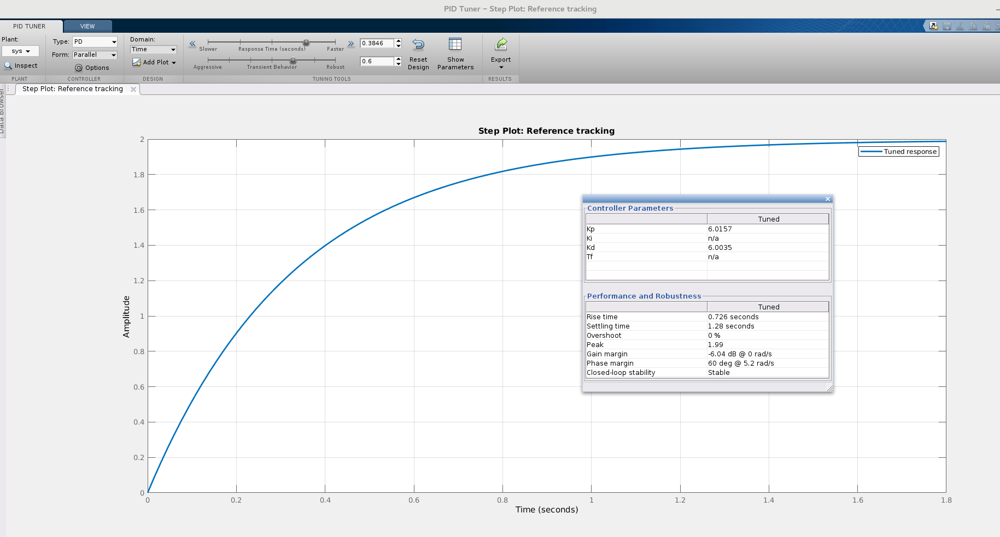 PID Tuner – Step Plot: Reference tracking
PID TUNER
VIEW
Plant:
sys
Inspect
PLANT
Type: PD
Form: Parallel
Options
CONTROLLER
Domain:
Time
Add Plot
DESIGN
Slower
Response Time (seconds)
Faster
0.3846
Aggressive
Transient Behavior
Robust
0.6
Reset
Design
Show
Parameters
TUNING TOOLS
Export
RESULTS
Data Browser
Step Plot: Reference tracking
Step Plot: Reference tracking
2
1.8
1.6
1.4
1.2
1
0.8
0.6
0.4
0.2
0
Amplitude
0 0.2 0.4 0.6 0.8 1 1.2 1.4 1.6 1.8
Time (seconds)
Tuned response
Controller Parameters
Tuned
Kp 6.0157
Ki n/a
Kd 6.0035
Tf n/a
Performance and Robustness
Tuned
Rise time 0.726 seconds
Settling time 1.28 seconds
Overshoot 0 %
Peak 1.99
Gain margin -6.04 dB @ 0 rad/s
Phase margin 60 deg @ 5.2 rad/s
Closed-loop stability Stable